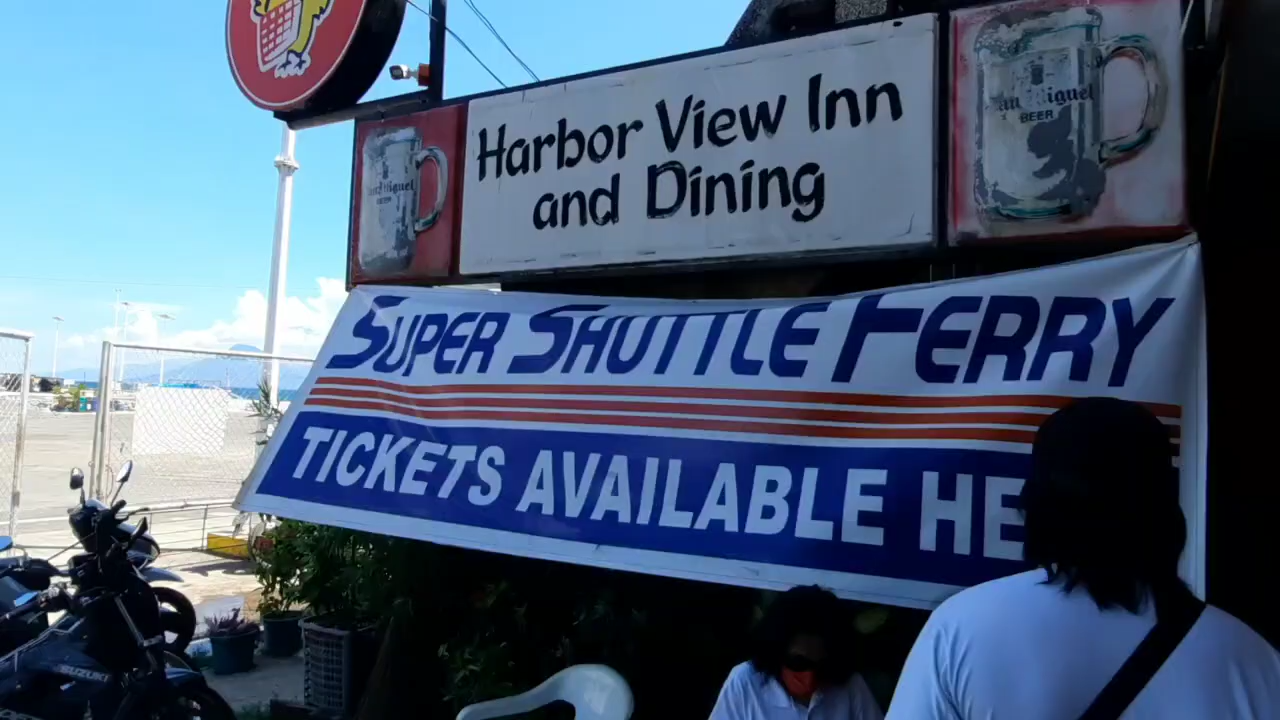 Harbor View Inn
and Dining
San Miguel
BEER
SUPER SHUTTLE FERRY
TICKETS AVAILABLE HE
SUZUKI